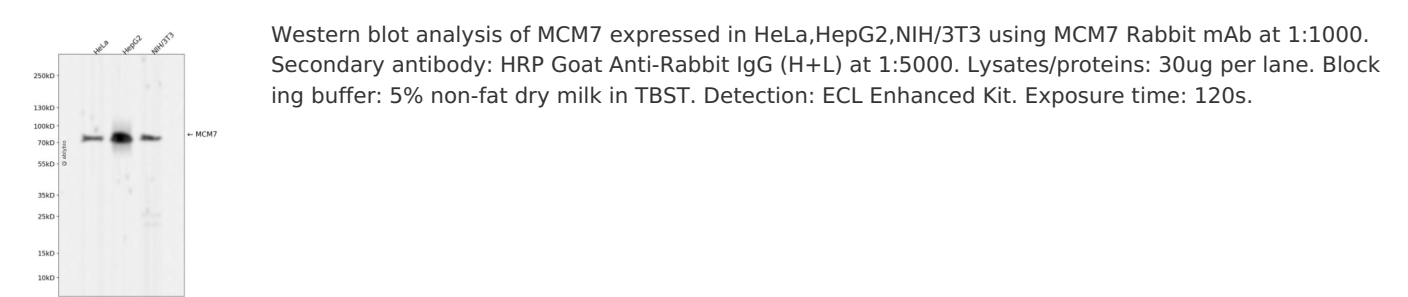 HeLa HepG2 NIH/3T3
250kD
130kD
100kD
70kD
55kD
35kD
25kD
15kD
10kD
← MCM7
Western blot analysis of MCM7 expressed in HeLa,HepG2,NIH/3T3 using MCM7 Rabbit mAb at 1:1000.
Secondary antibody: HRP Goat Anti-Rabbit IgG (H+L) at 1:5000. Lysates/proteins: 30ug per lane. Block
ing buffer: 5% non-fat dry milk in TBST. Detection: ECL Enhanced Kit. Exposure time: 120s.